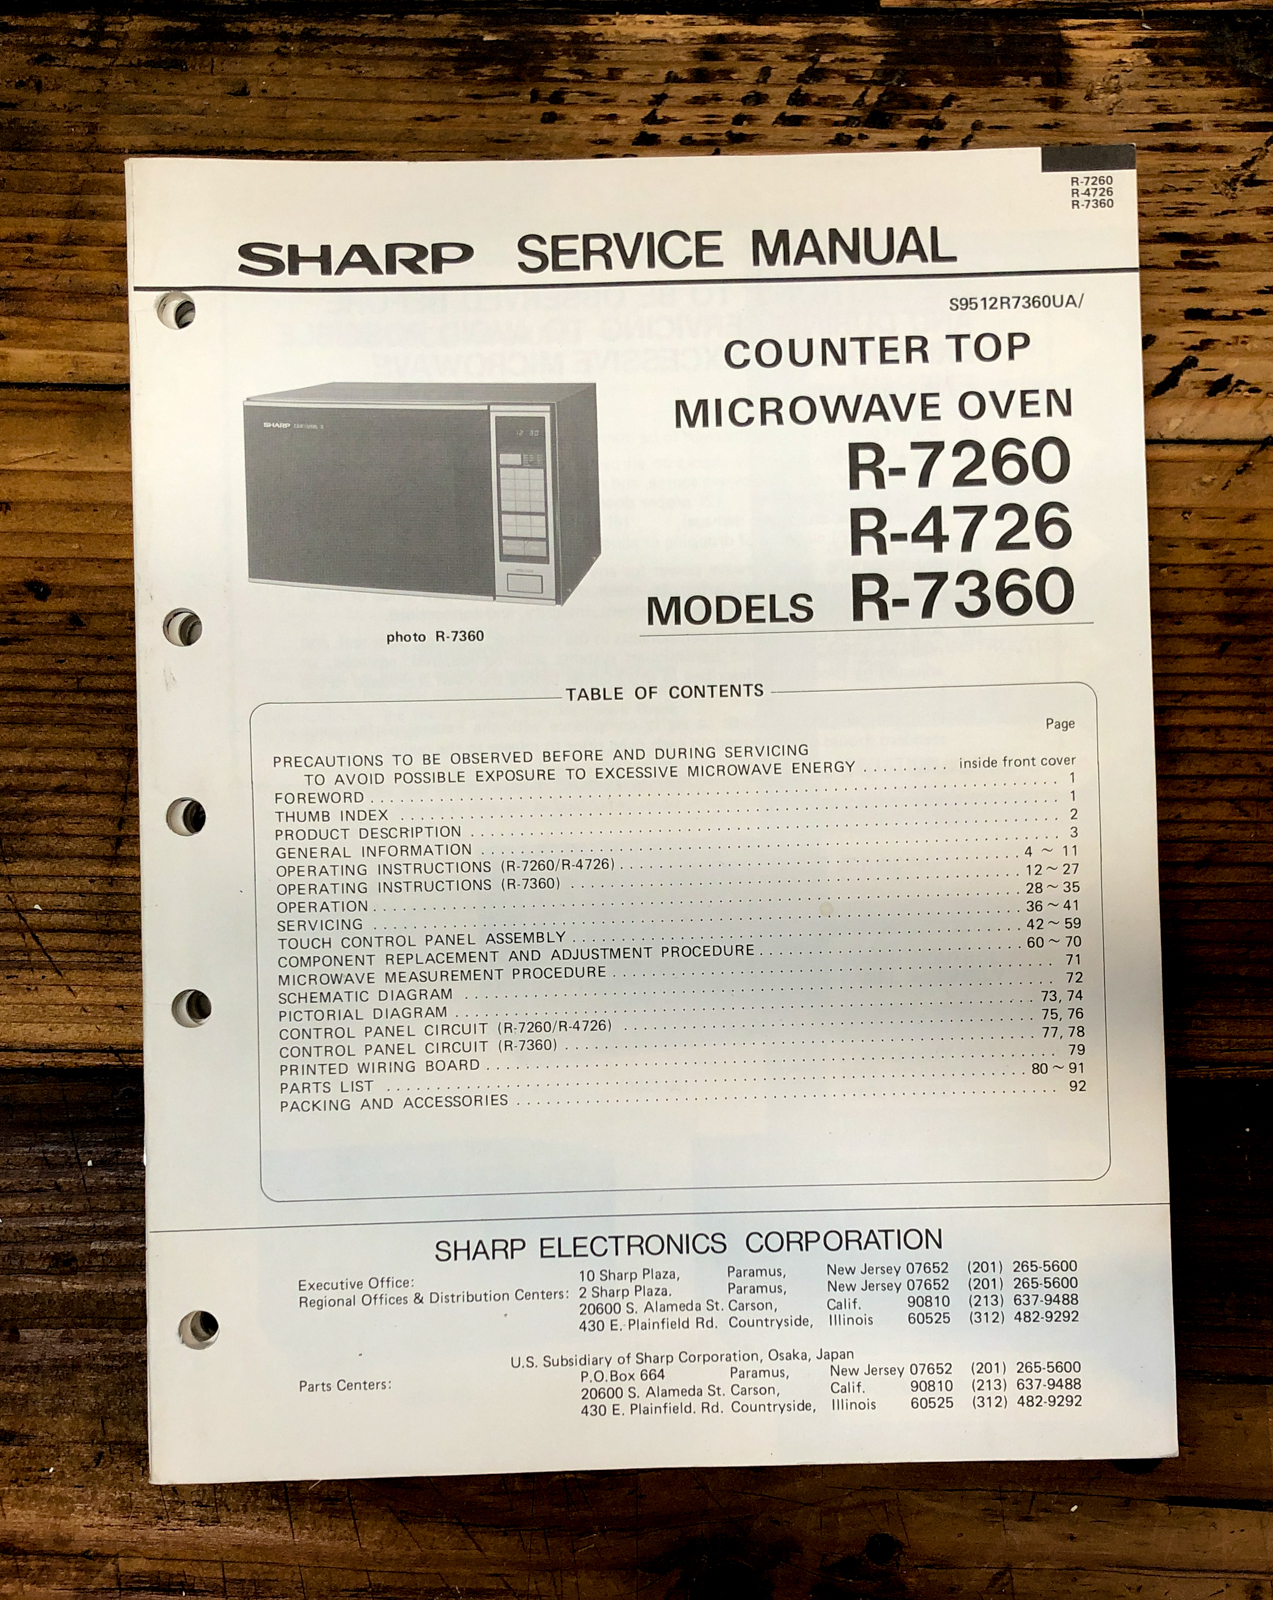 R-7260
R-4726
R-7360
SHARP SERVICE MANUAL
S9512R7360UA/
COUNTER TOP
MICROWAVE OVEN
R-7260
R-4726
MODELS R-7360
SHARP
photo R-7360
TABLE OF CONTENTS
Page
PRECAUTIONS TO BE OBSERVED BEFORE AND DURING SERVICING
TO AVOID POSSIBLE EXPOSURE TO EXCESSIVE MICROWAVE ENERGY ......... inside front cover
FOREWORD ......... 1
THUMB INDEX ......... 1
PRODUCT DESCRIPTION ......... 2
GENERAL INFORMATION ......... 3
OPERATING INSTRUCTIONS (R-7260/R-4726) ......... 4 ~ 11
OPERATING INSTRUCTIONS (R-7360) ......... 12 ~ 27
OPERATION ......... 28 ~ 35
SERVICING ......... 36 ~ 41
TOUCH CONTROL PANEL ASSEMBLY ......... 42 ~ 59
COMPONENT REPLACEMENT AND ADJUSTMENT PROCEDURE ......... 60 ~ 70
MICROWAVE MEASUREMENT PROCEDURE ......... 71
SCHEMATIC DIAGRAM ......... 72
PICTORIAL DIAGRAM ......... 73, 74
CONTROL PANEL CIRCUIT (R-7260/R-4726) ......... 75, 76
CONTROL PANEL CIRCUIT (R-7360) ......... 77, 78
PRINTED WIRING BOARD ......... 79
PARTS LIST ......... 80 ~ 91
PACKING AND ACCESSORIES ......... 92
SHARP ELECTRONICS CORPORATION
Executive Office: 10 Sharp Plaza, Paramus, New Jersey 07652 (201) 265-5600
Regional Offices & Distribution Centers: 2 Sharp Plaza. Paramus, New Jersey 07652 (201) 265-5600
20600 S. Alameda St. Carson, Calif. 90810 (213) 637-9488
430 E. Plainfield Rd. Countryside, Illinois 60525 (312) 482-9292
U.S. Subsidiary of Sharp Corporation, Osaka, Japan
Parts Centers: P.O.Box 664 Paramus, New Jersey 07652 (201) 265-5600
20600 S. Alameda St. Carson, Calif. 90810 (213) 637-9488
430 E. Plainfield. Rd. Countryside, Illinois 60525 (312) 482-9292